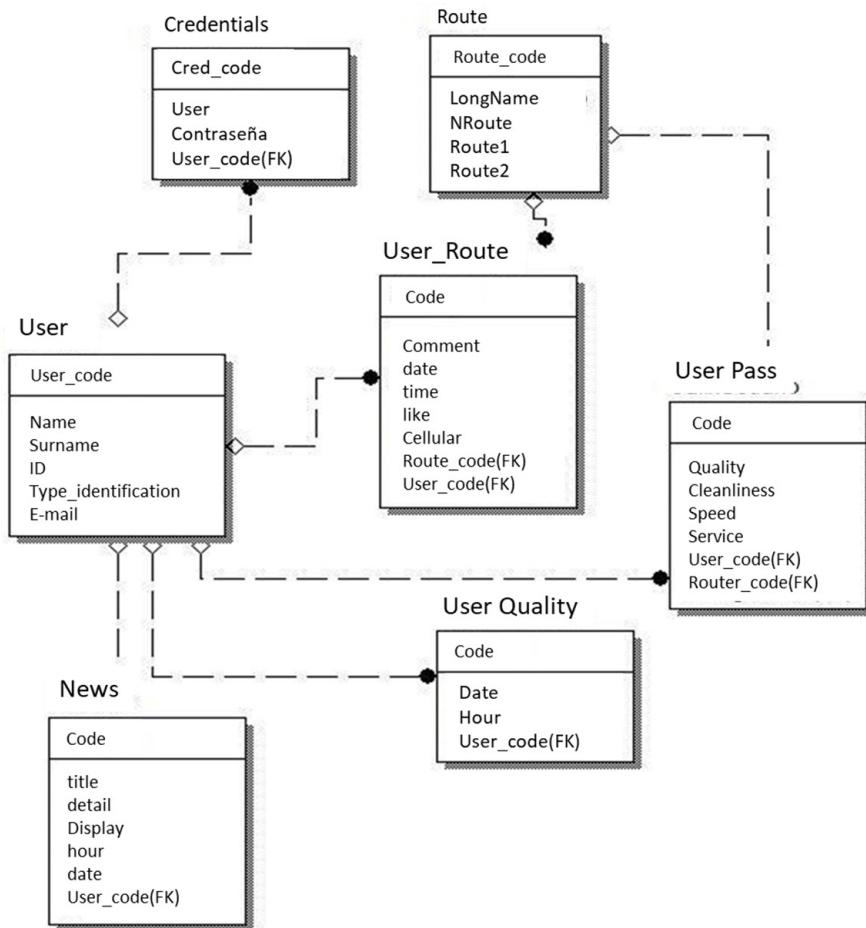 Credentials
Cred_code
User
Contraseña
User_code(FK)
Route
Route_code
LongName
NRoute
Route1
Route2
User_Route
Code
Comment
date
time
like
Cellular
Route_code(FK)
User_code(FK)
User
User_code
Name
Surname
ID
Type_identification
E-mail
User Pass
Code
Quality
Cleanliness
Speed
Service
User_code(FK)
Router_code(FK)
User Quality
Code
Date
Hour
User_code(FK)
News
Code
title
detail
Display
hour
date
User_code(FK)